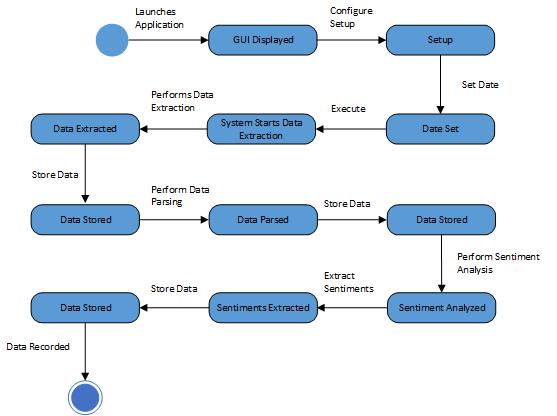 Launches
Application
GUI Displayed
Configure
Setup
Setup
Set Date
Date Set
Execute
System Starts Data
Extraction
Performs Data
Extraction
Data Extracted
Store Data
Data Stored
Perform Data
Parsing
Data Parsed
Store Data
Data Stored
Perform Sentiment
Analysis
Sentiment Analyzed
Extract
Sentiments
Sentiments Extracted
Store Data
Data Stored
Data Recorded